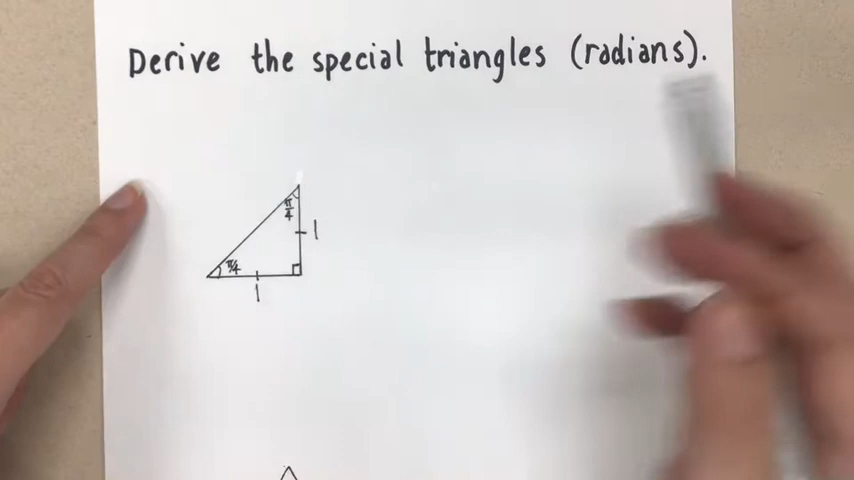 Derive the special triangles (radians).
π/4
1
π/4
1